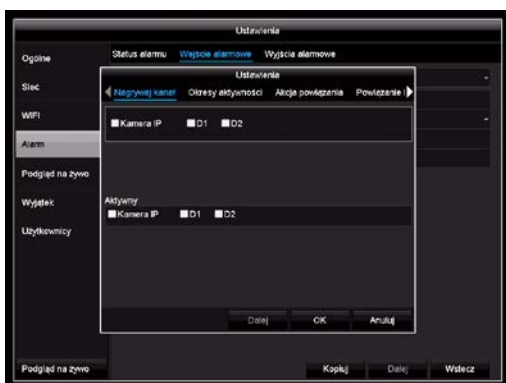 Ustawienia
Ogólne
Sieć
WIFI
Alarm
Podgląd na żywo
Wyjątek
Użytkownicy
Status alarmu Wejście alarmowe Wyjścia alarmowe
Ustawienia
Nagrywaj kanał Okresy aktywności Akcja powiązania Powiązanie
Kamera IP D1 D2
Aktywny
Kamera IP D1 D2
Dalej OK Anuluj
Podgląd na żywo Kopiuj Dalej Wstecz